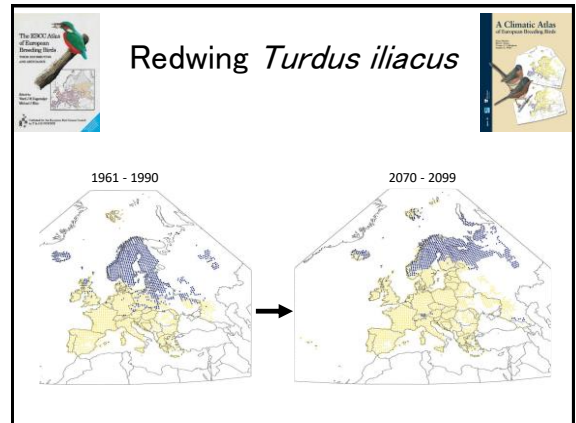 The EBCC Atlas
of European
Breeding Birds
Redwing Turdus iliacus
A Climatic Atlas
of European Breeding Birds
1961 - 1990
2070 - 2099